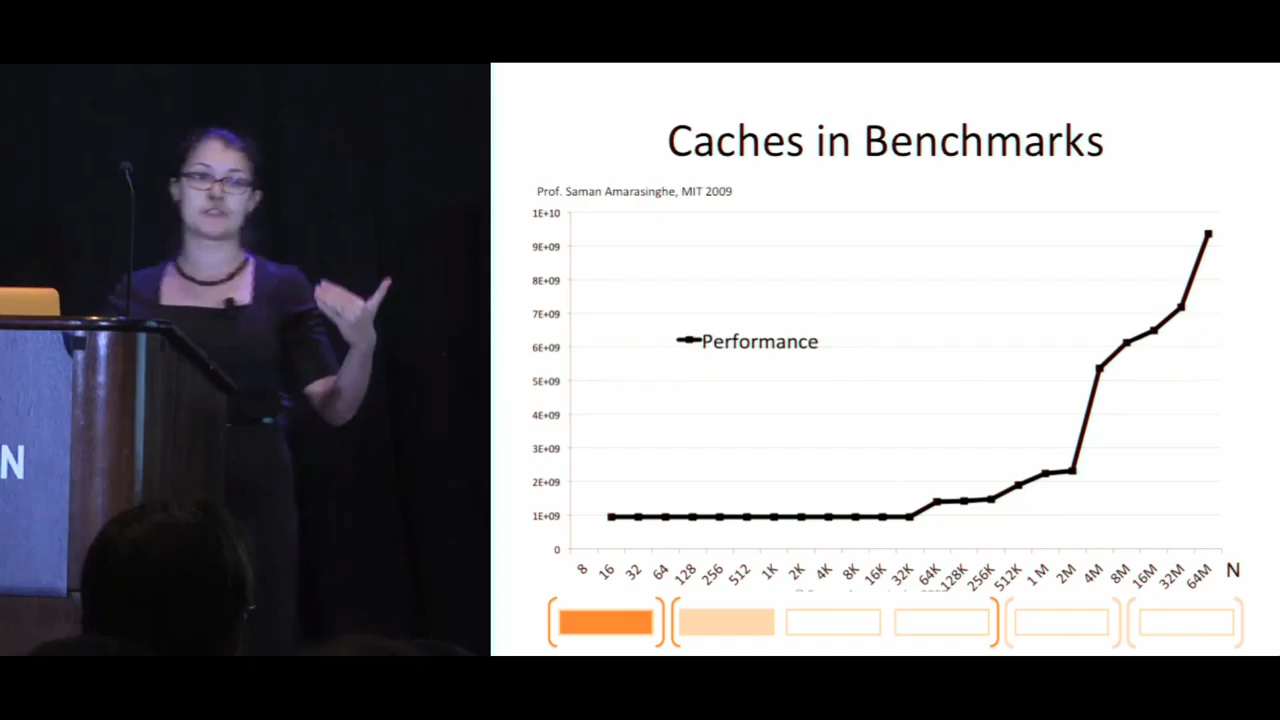 Caches in Benchmarks
Prof. Saman Amarasinghe, MIT 2009
1E+10
9E+09
8E+09
7E+09
6E+09
5E+09
4E+09
3E+09
2E+09
1E+09
0
Performance
8 16 32 64 128 256 512 1K 2K 4K 8K 16K 32K 64K 128K 256K 512K 1M 2M 4M 8M 16M 32M 64M N
N